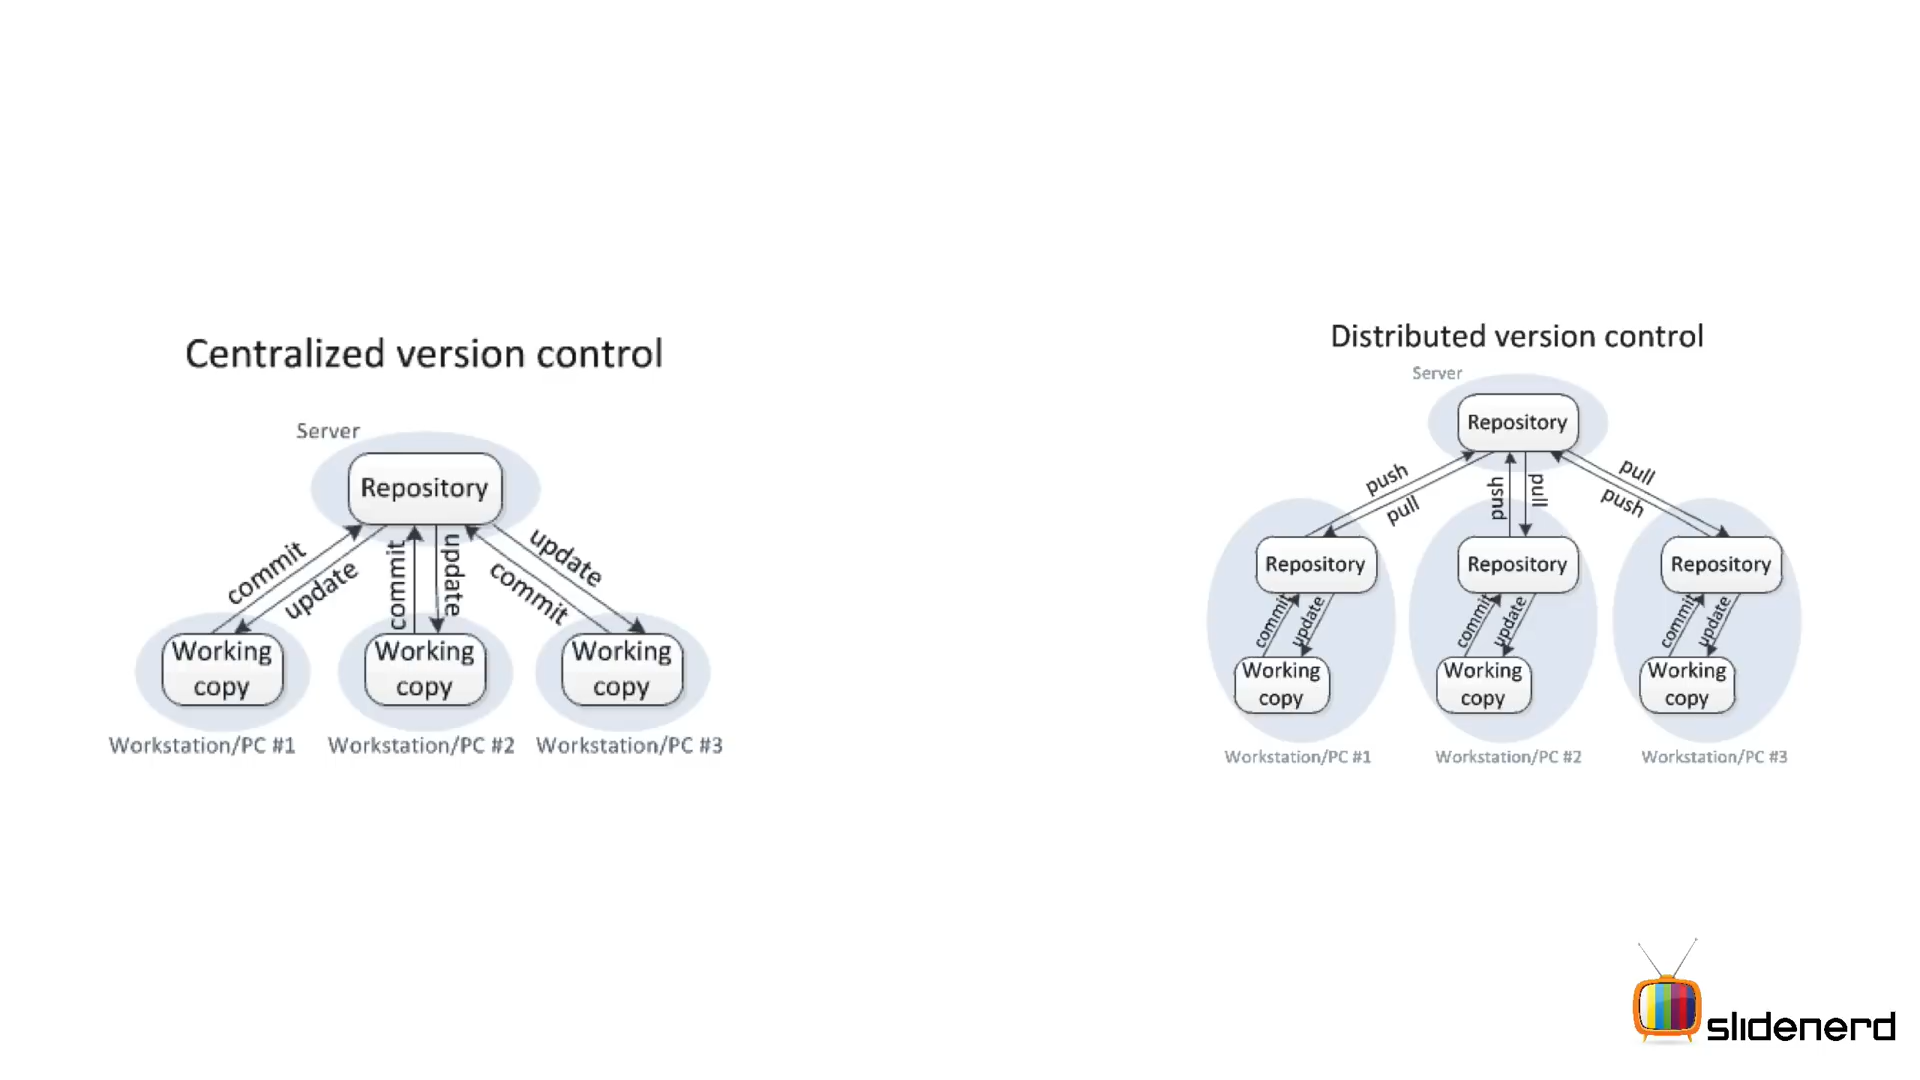 Centralized version control
Server
Repository
commit
update
commit
update
update
commit
Working
copy
Working
copy
Working
copy
Workstation/PC #1
Workstation/PC #2
Workstation/PC #3
Distributed version control
Server
Repository
push
pull
push
pull
pull
push
Repository
Repository
Repository
commit
update
commit
update
commit
update
Working
copy
Working
copy
Working
copy
Workstation/PC #1
Workstation/PC #2
Workstation/PC #3
slidenerd